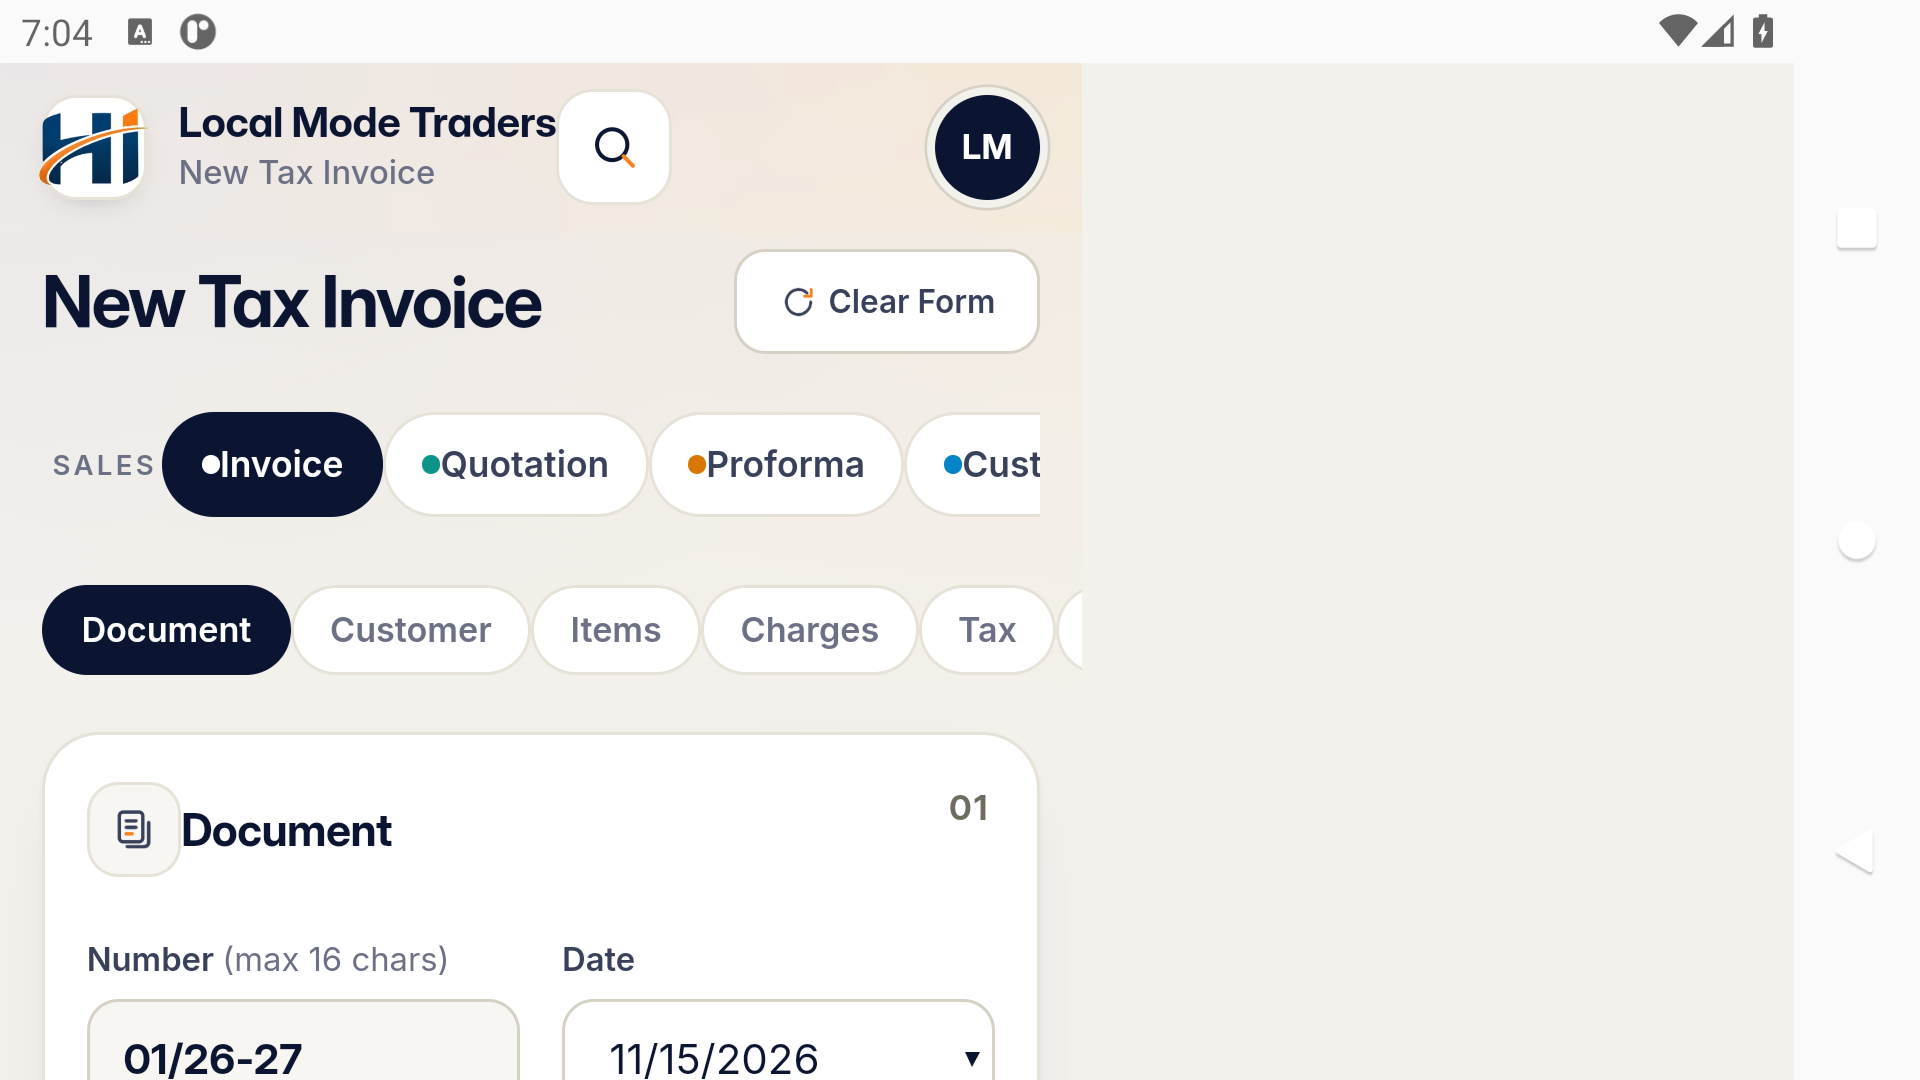 7:04
Local Mode Traders
New Tax Invoice
LM
New Tax Invoice
Clear Form
SALES Invoice Quotation Proforma Cust
Document Customer Items Charges Tax
Document
01
Number (max 16 chars) Date
01/26-27 11/15/2026